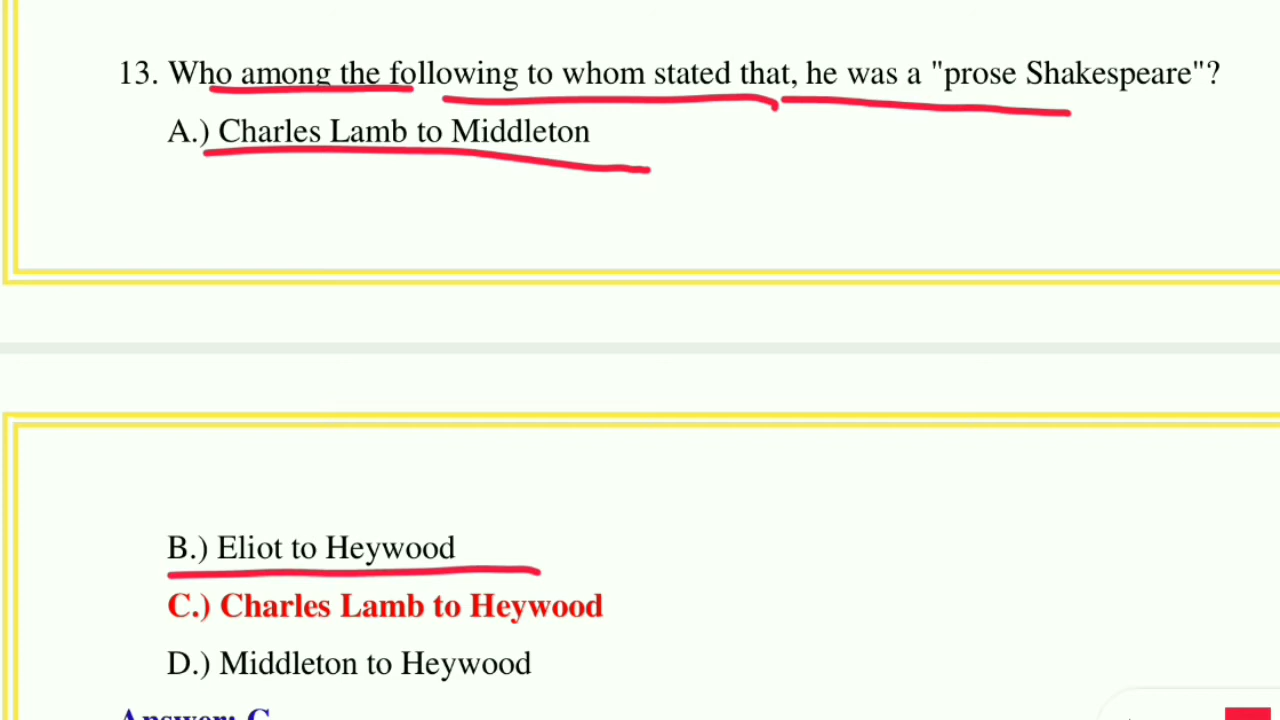 13. Who among the following to whom stated that, he was a "prose Shakespeare"?
A.) Charles Lamb to Middleton
B.) Eliot to Heywood
C.) Charles Lamb to Heywood
D.) Middleton to Heywood
Answer: C